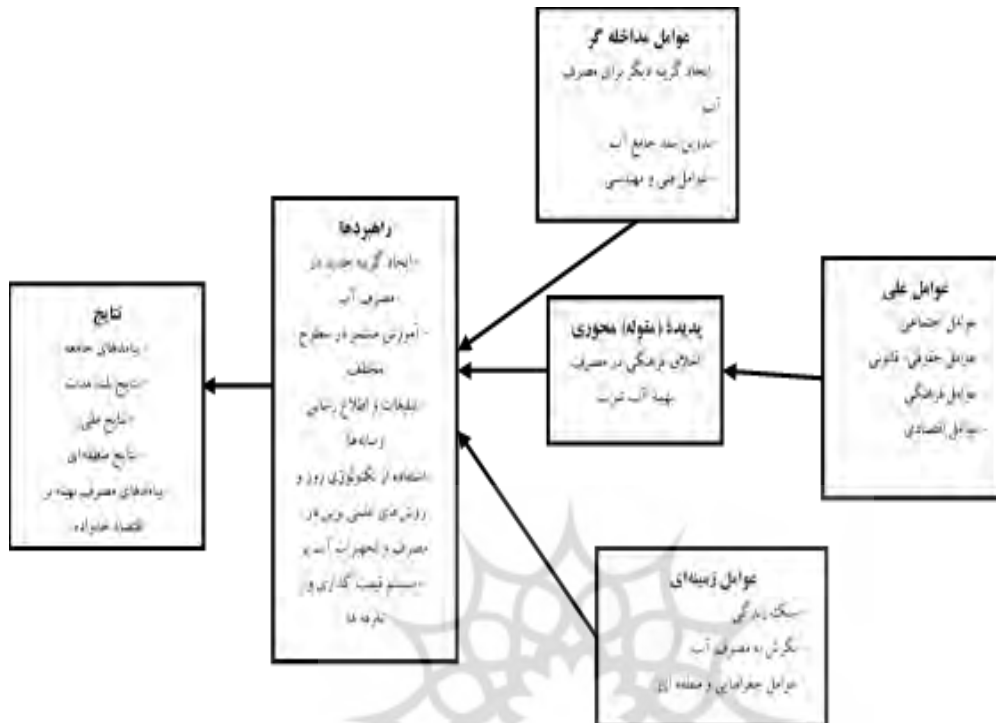 عوامل مداخله گر
ایجاد گزینه دیگر برای مصرف
آب
-تدوین سند جامع آب
-عوامل فنی و مهندسی
عوامل علی
عوامل اجتماعی
عوامل حقوقی- قانونی
عوامل فرهنگی
-عوامل اقتصادی
پدیدۀ (مقوله) محوری
اخلاق فرهنگی در مصرف
بهینه آب شرب
عوامل زمینه‌ای
-سبک زندگی
-نگرش به مصرف آب
عوامل جغرافیایی و منطقه ای
راهبردها
-ایجاد گزینه جدید در
مصرف آب
-آموزش مستمر در سطوح
مختلف
-تبلیغات و اطلاع رسانی
رسانه‌ها
-استفاده از تکنولوژی روز و
روش‌های علمی نوین در
مصرف و تجهیزات آب بر
-سیستم قیمت گذاری و
تعرفه ها
نتایج
-پیامدهای جامعه
-نتایج بلند مدت
-نتایج ملی
-نتایج منطقه‌ای
-پیامدهای مصرف بهینه بر
اقتصاد خانواده